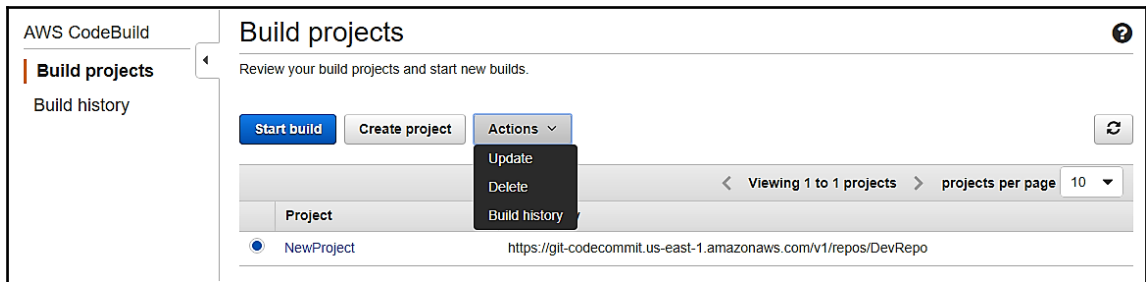 AWS CodeBuild
Build projects
Build history
Build projects
Review your build projects and start new builds.
Start build
Create project
Actions
Update
Delete
Build history
Viewing 1 to 1 projects
projects per page
10
Project
NewProject
https://git-codecommit.us-east-1.amazonaws.com/v1/repos/DevRepo